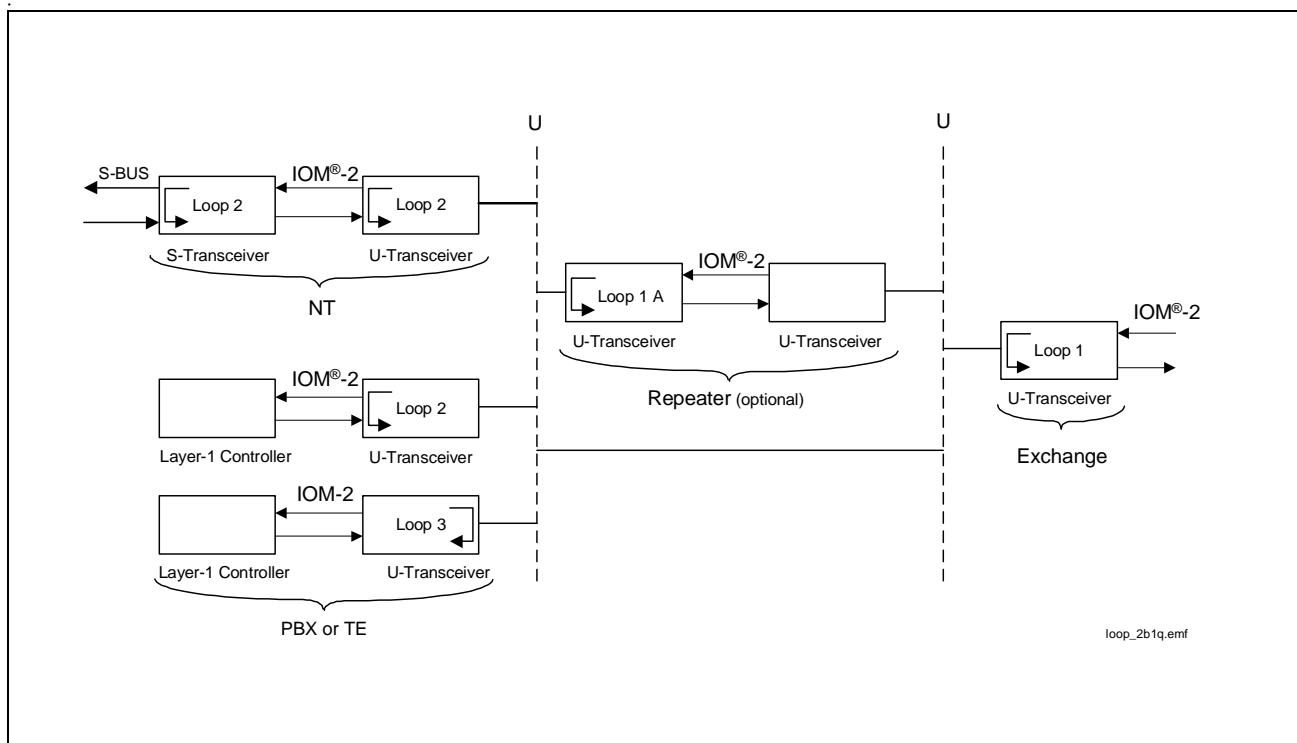 .
U
U
S-BUS
IOM®-2
Loop 2
Loop 2
S-Transceiver
U-Transceiver
NT
IOM®-2
Loop 1 A
U-Transceiver
U-Transceiver
Repeater (optional)
IOM®-2
Loop 1
U-Transceiver
Exchange
IOM®-2
Loop 2
Layer-1 Controller
U-Transceiver
IOM-2
Loop 3
Layer-1 Controller
U-Transceiver
PBX or TE
loop_2b1q.emf